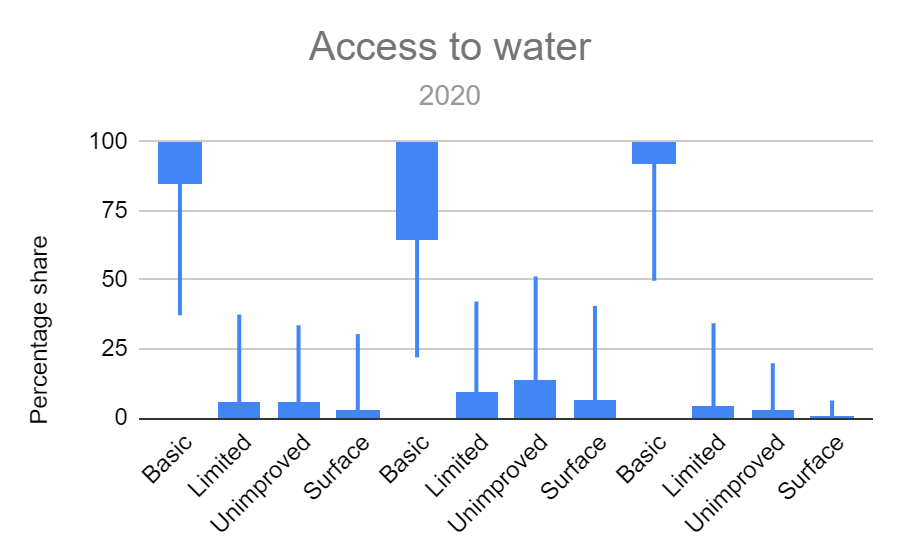 Access to water
2020
Percentage share
100
75
50
25
0
Basic
Limited
Unimproved
Surface
Basic
Limited
Unimproved
Surface
Basic
Limited
Unimproved
Surface